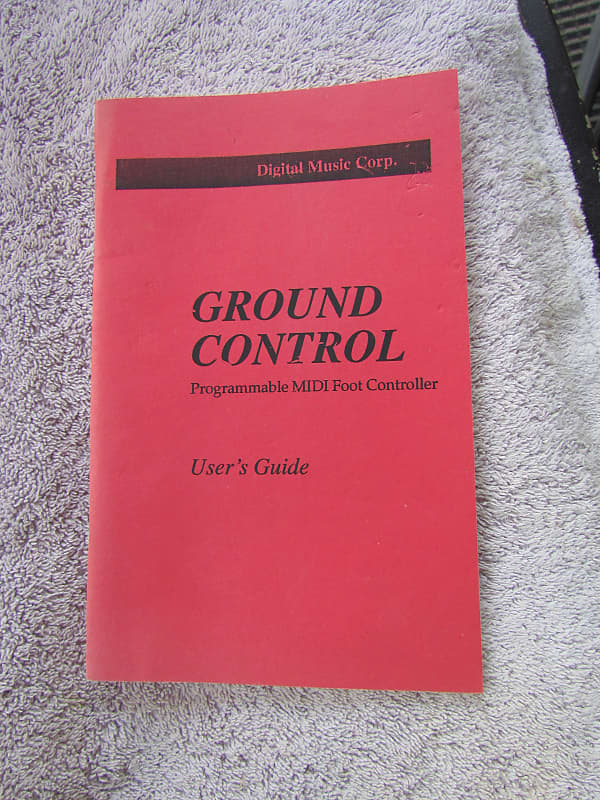 Digital Music Corp.
GROUND
CONTROL
Programmable MIDI Foot Controller
User's Guide